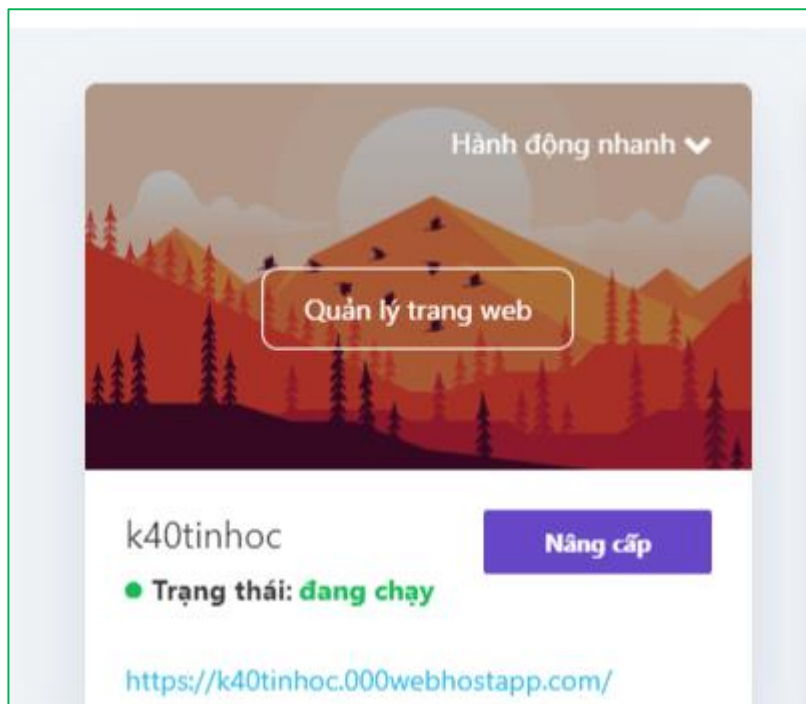 Hành động nhanh
Quản lý trang web
k40tinhoc
Nâng cấp
Trạng thái: đang chạy
https://k40tinhoc.000webhostapp.com/